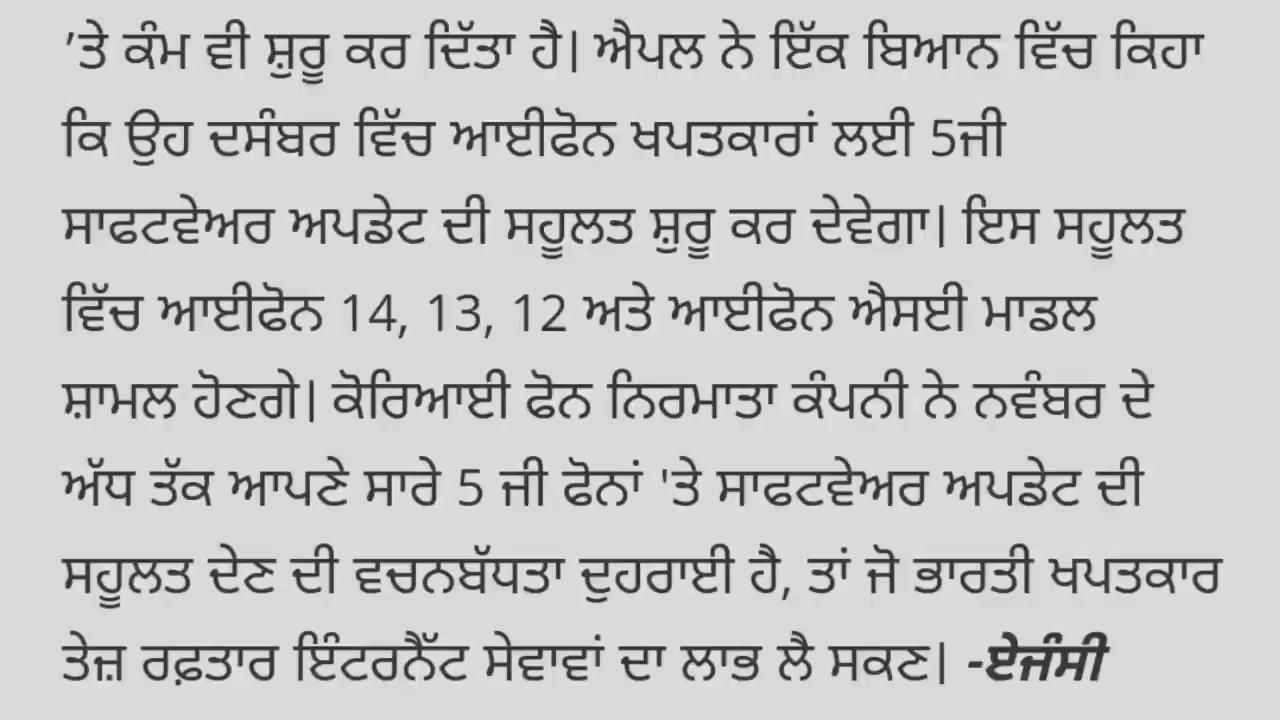 ’ਤੇ ਕੰਮ ਵੀ ਸ਼ੁਰੂ ਕਰ ਦਿੱਤਾ ਹੈ| ਐਪਲ ਨੇ ਇੱਕ ਬਿਆਨ ਵਿੱਚ ਕਿਹਾ
ਕਿ ਉਹ ਦਸੰਬਰ ਵਿੱਚ ਆਈਫੋਨ ਖਪਤਕਾਰਾਂ ਲਈ 5ਜੀ
ਸਾਫਟਵੇਅਰ ਅਪਡੇਟ ਦੀ ਸਹੂਲਤ ਸ਼ੁਰੂ ਕਰ ਦੇਵੇਗਾ| ਇਸ ਸਹੂਲਤ
ਵਿੱਚ ਆਈਫੋਨ 14, 13, 12 ਅਤੇ ਆਈਫੋਨ ਐਸਈ ਮਾਡਲ
ਸ਼ਾਮਲ ਹੋਣਗੇ| ਕੋਰਿਆਈ ਫੋਨ ਨਿਰਮਾਤਾ ਕੰਪਨੀ ਨੇ ਨਵੰਬਰ ਦੇ
ਅੱਧ ਤੱਕ ਆਪਣੇ ਸਾਰੇ 5 ਜੀ ਫੋਨਾਂ 'ਤੇ ਸਾਫਟਵੇਅਰ ਅਪਡੇਟ ਦੀ
ਸਹੂਲਤ ਦੇਣ ਦੀ ਵਚਨਬੱਧਤਾ ਦੁਹਰਾਈ ਹੈ, ਤਾਂ ਜੋ ਭਾਰਤੀ ਖਪਤਕਾਰ
ਤੇਜ਼ ਰਫ਼ਤਾਰ ਇੰਟਰਨੈੱਟ ਸੇਵਾਵਾਂ ਦਾ ਲਾਭ ਲੈ ਸਕਣ| -ਏਜੰਸੀ